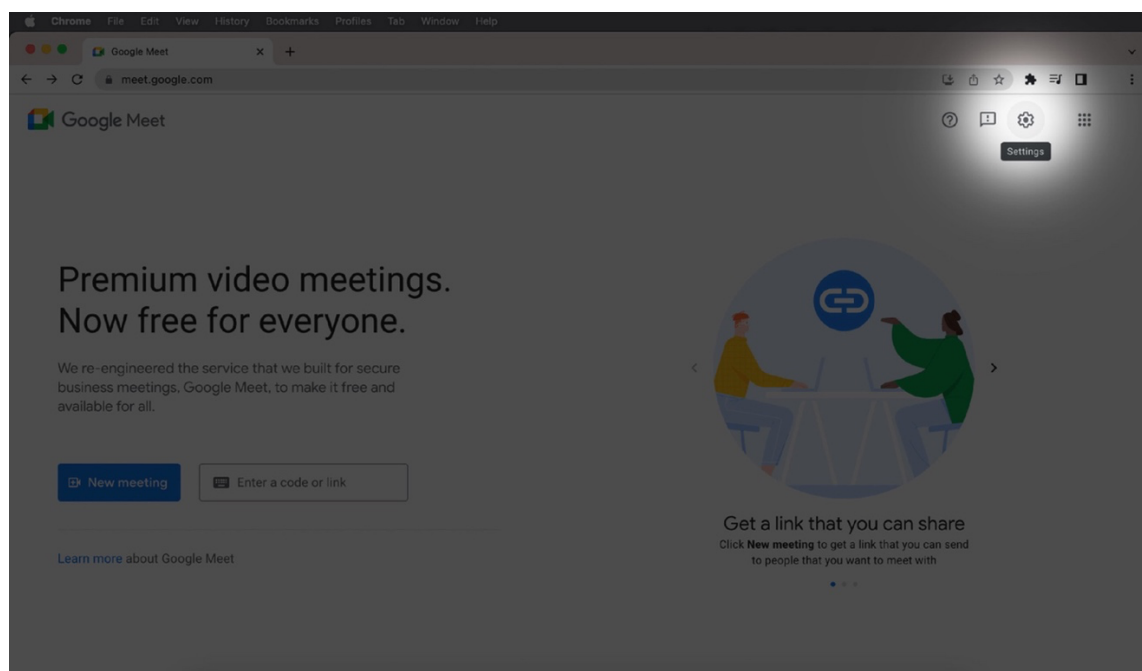 Chrome File Edit View History Bookmarks Profiles Tab Window Help
Google Meet
meet.google.com
Google Meet
Settings
Premium video meetings.
Now free for everyone.
We re-engineered the service that we built for secure
business meetings, Google Meet, to make it free and
available for all.
New meeting
Enter a code or link
Learn more about Google Meet
Get a link that you can share
Click New meeting to get a link that you can send
to people that you want to meet with